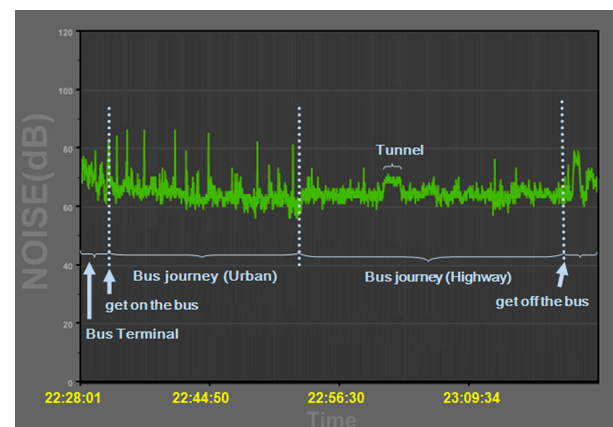 NOISE(dB)
120
100
80
60
40
20
0
Tunnel
Bus journey (Urban)
Bus journey (Highway)
get on the bus
get off the bus
Bus Terminal
22:28:01
22:44:50
22:56:30
23:09:34
Time